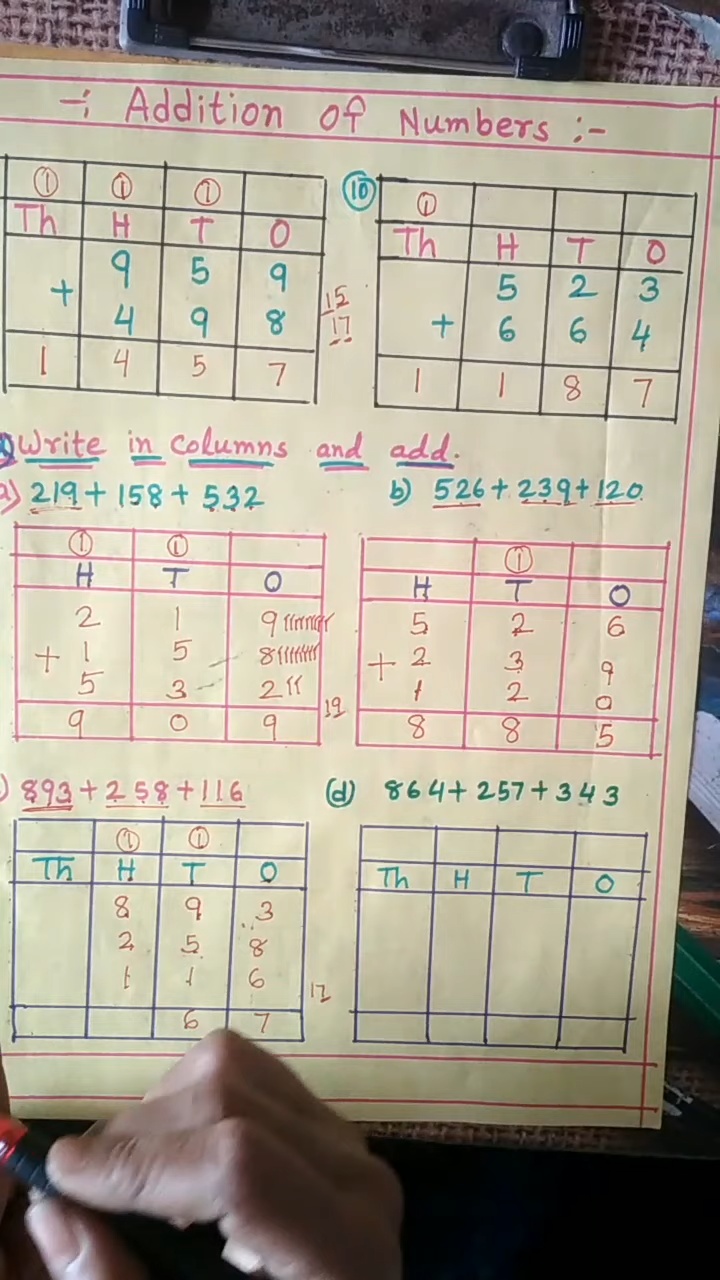 -: Addition of Numbers :-
① ① ①
Th H T O
9 5 9
+ 4 9 8
15
17
1 4 5 7
10
①
Th H T O
5 2 3
+ 6 6 4
1 1 8 7
Write in columns and add.
a) 219 + 158 + 532
① ①
H T O
2 1 9
+ 1 5 8
5 3 2
19
9 0 9
b) 526 + 239 + 120
①
H T O
5 2 6
+ 2 3 9
1 2 0
8 8 5
) 893 + 258 + 116
① ①
Th H T O
8 9 3
2 5 8
1 1 6
17
6 7
(d) 864 + 257 + 343
Th H T O